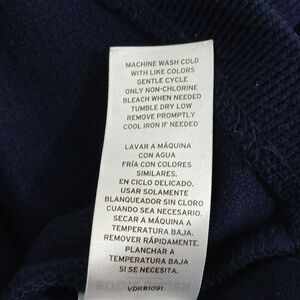 MACHINE WASH COLD
WITH LIKE COLORS
GENTLE CYCLE
ONLY NON-CHLORINE
BLEACH WHEN NEEDED
TUMBLE DRY LOW
REMOVE PROMPTLY
COOL IRON IF NEEDED
LAVAR A MÁQUINA
CON AGUA
FRÍA CON COLORES
SIMILARES.
EN CICLO DELICADO.
USAR SOLAMENTE
BLANQUEADOR SIN CLORO
CUANDO SEA NECESARIO.
SECAR A MÁQUINA A
TEMPERATURA BAJA.
REMOVER RÁPIDAMENTE.
PLANCHAR A
TEMPERATURA BAJA
SI SE NECESITA.
VDR#1091